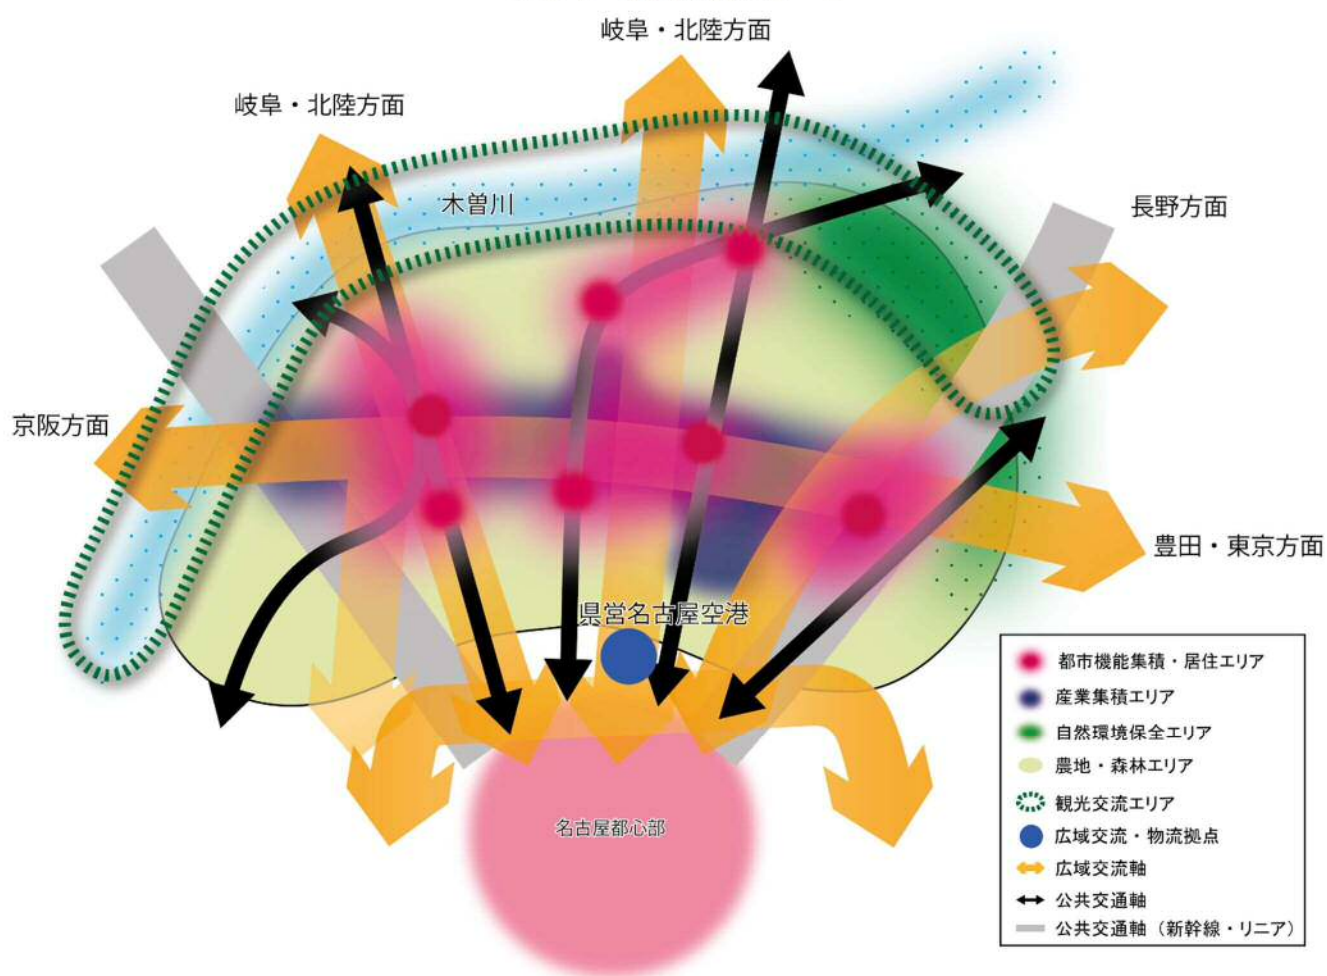 岐阜・北陸方面
岐阜・北陸方面
木曽川
長野方面
京阪方面
豊田・東京方面
県営名古屋空港
名古屋都心部
都市機能集積・居住エリア
産業集積エリア
自然環境保全エリア
農地・森林エリア
観光交流エリア
広域交流・物流拠点
広域交流軸
公共交通軸
公共交通軸（新幹線・リニア）